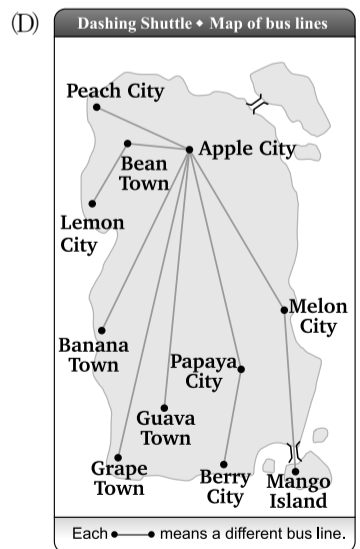 (D)
Dashing Shuttle ◆ Map of bus lines
Peach City
Apple City
Bean
Town
Lemon
City
Melon
City
Banana
Town
Papaya
City
Guava
Town
Grape
Town
Berry
City
Mango
Island
Each ●—● means a different bus line.